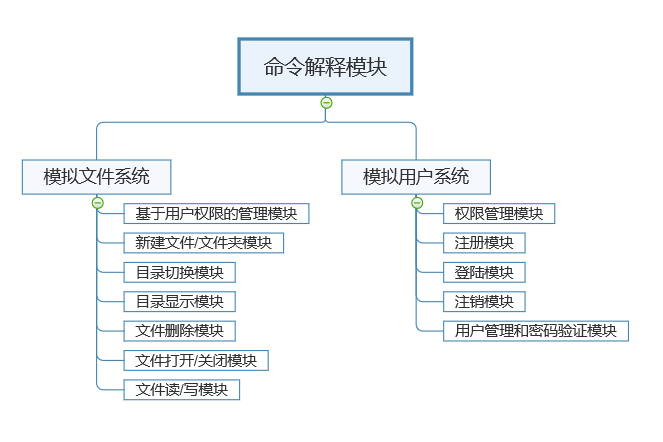 命令解释模块
模拟文件系统
基于用户权限的管理模块
新建文件/文件夹模块
目录切换模块
目录显示模块
文件删除模块
文件打开/关闭模块
文件读/写模块
模拟用户系统
权限管理模块
注册模块
登陆模块
注销模块
用户管理和密码验证模块